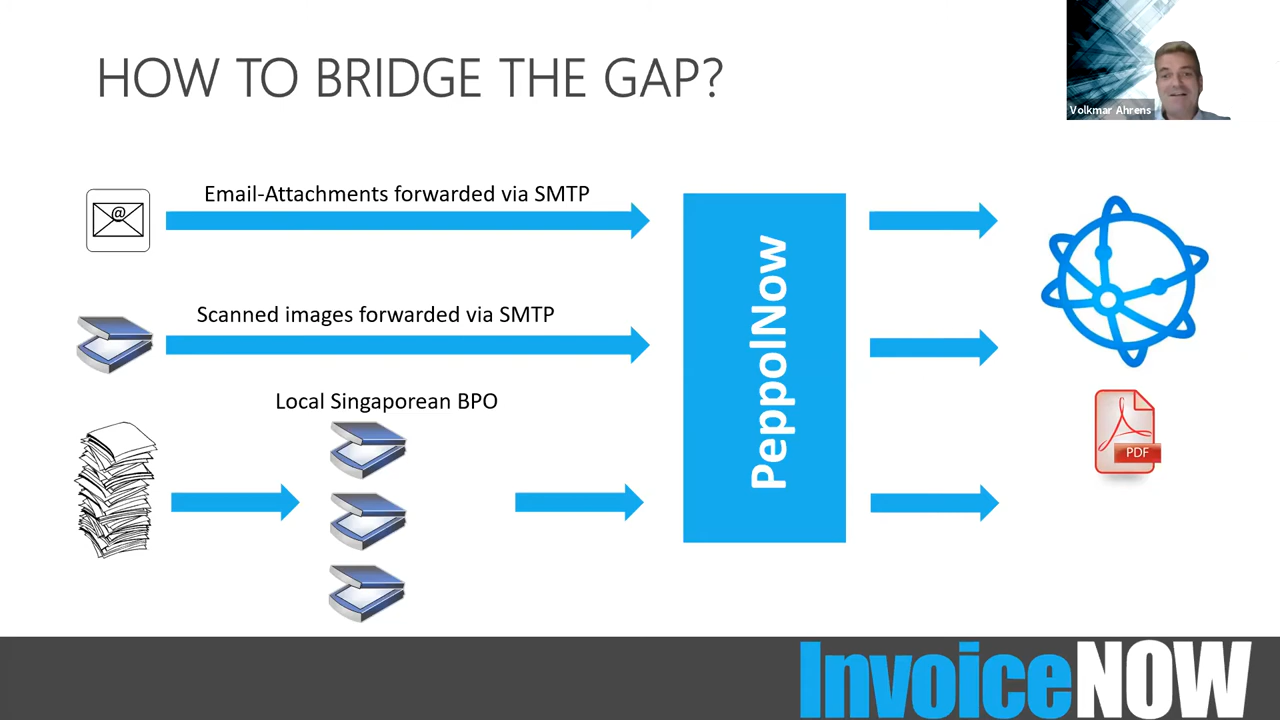 HOW TO BRIDGE THE GAP?
Volkmar Ahrens
Email-Attachments forwarded via SMTP
@
Scanned images forwarded via SMTP
Local Singaporean BPO
PeppolNow
PDF
InvoiceNOW